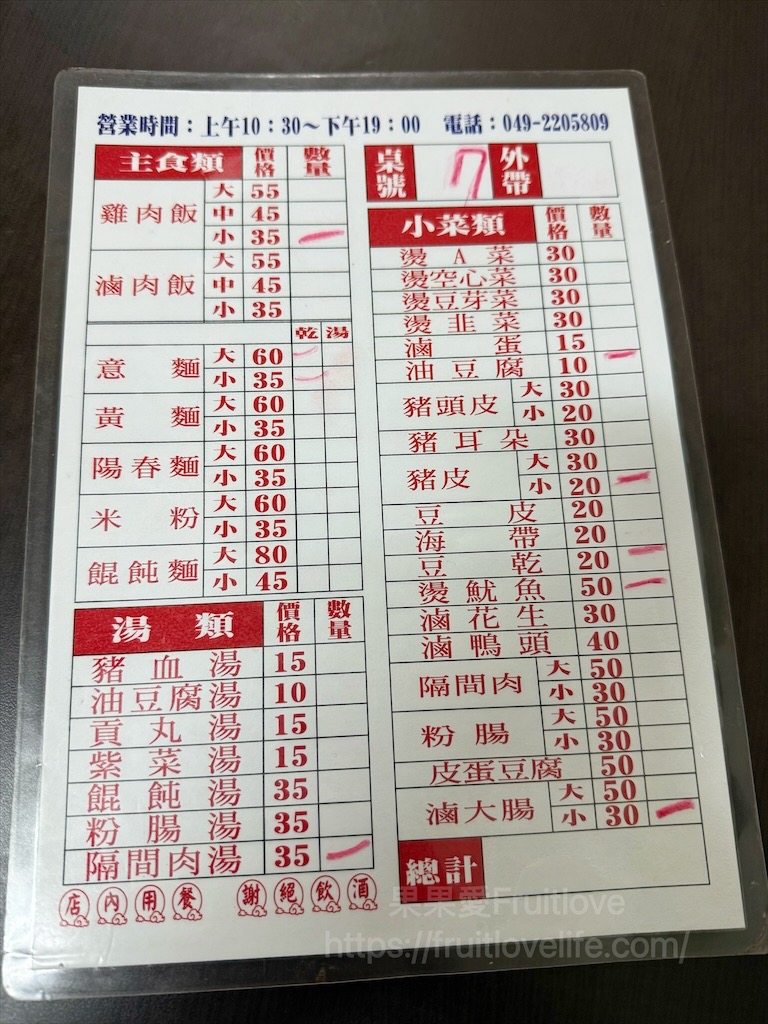 營業時間：上午10：30～下午19：00 電話：049-2205809
主食類 價格 數量
雞肉飯 大 55
中 45
小 35
滷肉飯 大 55
中 45
小 35
乾 湯
意麵 大 60
小 35
黃麵 大 60
小 35
陽春麵 大 60
小 35
米粉 大 60
小 35
餛飩麵 大 80
小 45
湯類 價格 數量
豬血湯 15
油豆腐湯 10
貢丸湯 15
紫菜湯 15
餛飩湯 35
粉腸湯 35
隔間肉湯 35
店內用餐 謝絕飲酒
桌號 7 外帶
小菜類 價格 數量
燙A菜 30
燙空心菜 30
燙豆芽菜 30
燙韭菜 30
滷蛋 15
油豆腐 10
豬頭皮 大 30
小 20
豬耳朵 30
豬皮 大 30
小 20
豆皮 20
海帶 20
豆乾 20
燙魷魚 50
滷花生 30
滷鴨頭 40
隔間肉 大 50
小 30
粉腸 大 50
小 30
皮蛋豆腐 50
滷大腸 大 50
小 30
總計
果果愛Fruitlove
https://fruitlovelife.com/